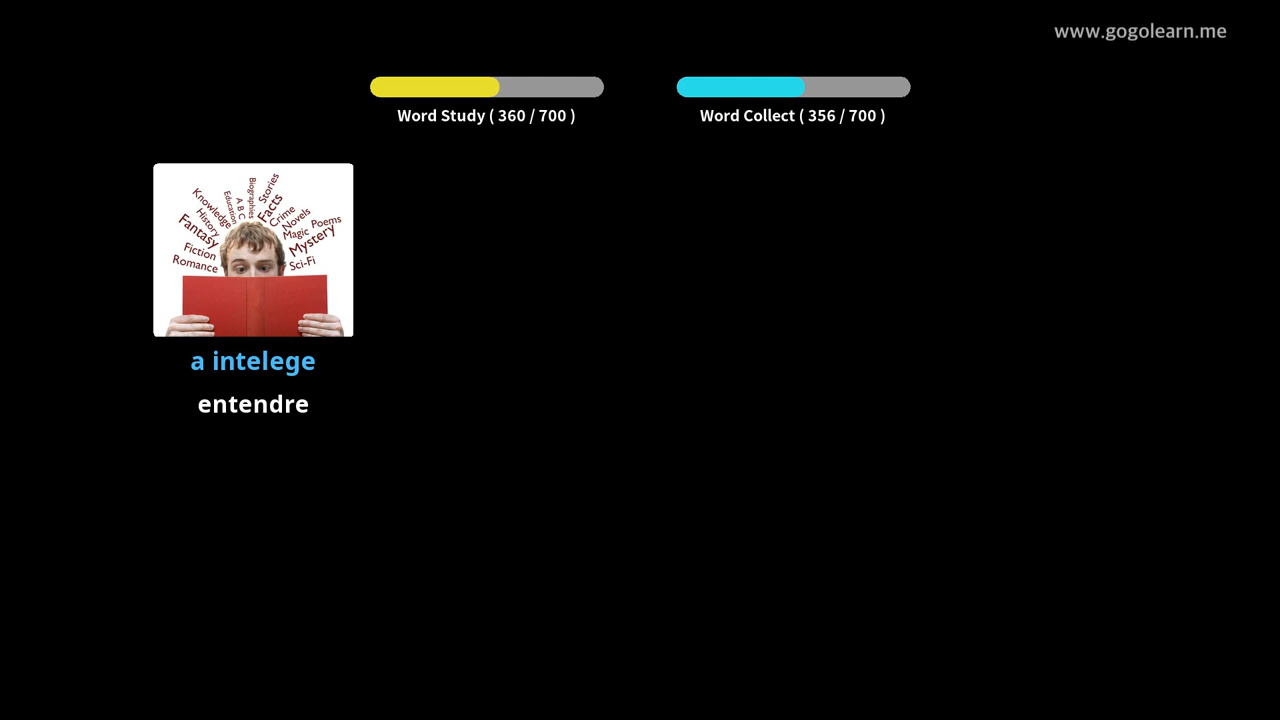 www.gogolearn.me
Word Study ( 360 / 700 )
Word Collect ( 356 / 700 )
Knowledge
History
Fantasy
Fiction
Romance
Education
A B C
Biographies
Stories
Facts
Crime
Novels
Magic
Poems
Mystery
Sci-Fi
a intelege
entendre